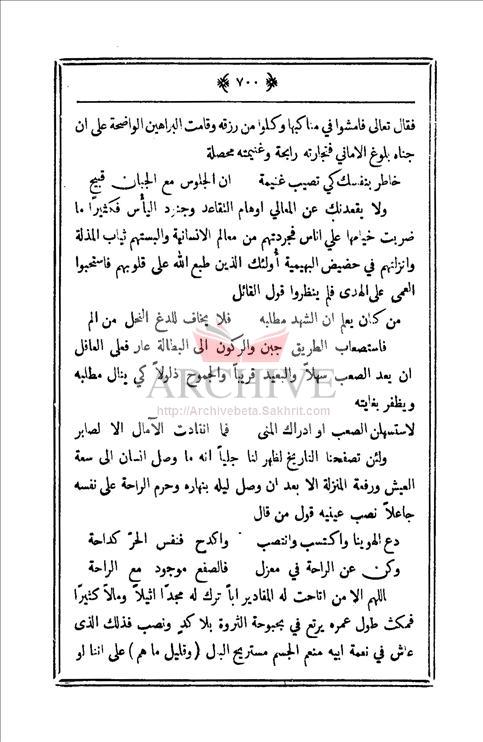 ٧٠٠
فقال تعالى فامشوا في مناكبها وكلوا من رزقه وقامت البراهين الواضحة على ان
جناه بلوغ الاماني فتجارته رابحة وغنيمته محصلة
خاطر بنفسك كي تصيب غنيمة ان الجلوس مع الجبان قبيح
ولا يقعدنك عن المعالي اوهام التقاعد وجنود اليأس فكثيرًا ما
ضربت خيامها على اناس فجردتهم من معالم الانسانية والبستهم ثياب المذلة
وانزلتهم في حضيض البهيمية أولئك الذين طبع الله على قلوبهم فاستحبوا
العمى على الهدى فلم ينظروا قول القائل
من كان يعلم ان الشهد مطلبه فلا يخاف للدغ النحل من الم
فاستصعاب الطريق جبن والركون الى البطالة عار فعلى العاقل
ان يعد الصعب سهلاً والبعيد قريباً والجموح ذلولاً كي ينال مطلبه
ARCHIVE
http://Archivebeta.Sakhrit.com
ويظفر بغايته
لاستسهلن الصعب او ادراك المنى فما انقادت الآمال الا لصابر
ولئن تصفحنا التاريخ لظهر لنا جلياً انه ما وصل انسان الى سعة
العيش ورفعة المنزلة الا بعد ان وصل ليله بنهاره وحرم الراحة على نفسه
جاعلاً نصب عينيه قول من قال
دع الهوينا واكتسب وانتصب واكدح فنفس الحرّ كداحة
وكن عن الراحة في معزل فالصفع موجود مع الراحة
اللهم الا من اتاحت له المقادير اباً ترك له مجدًا اثيلاً ومالاً كثيرًا
فمكث طول عمره يرتع في بحبوحة الثروة بلا كدٍ ونصب فذلك الذى
عاش في نعمة ابيه منعم الجسم مستريح البال (وقليل ما هم) على اننا او